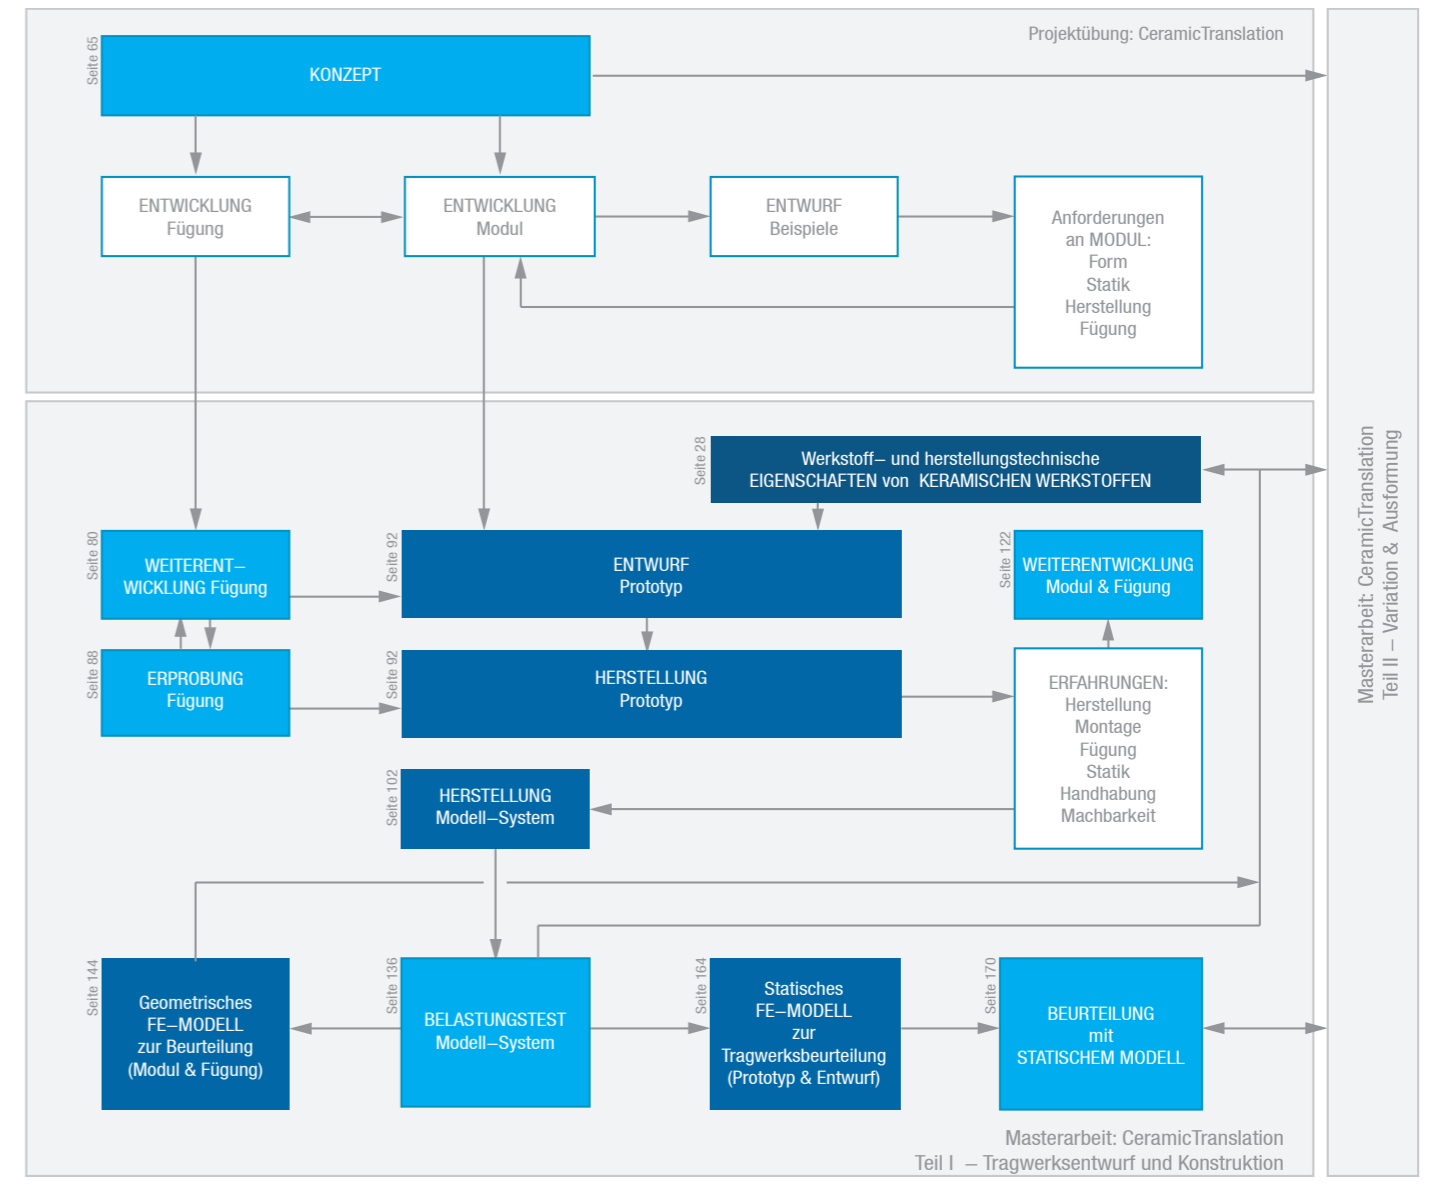 Projektübung: CeramicTranslation
Seite 65
KONZEPT
ENTWICKLUNG
Fügung
ENTWICKLUNG
Modul
ENTWURF
Beispiele
Anforderungen
an MODUL:
Form
Statik
Herstellung
Fügung
Seite 28
Werkstoff– und herstellungstechnische
EIGENSCHAFTEN von KERAMISCHEN WERKSTOFFEN
Seite 80
WEITERENT–
WICKLUNG Fügung
Seite 92
ENTWURF
Prototyp
Seite 122
WEITERENTWICKLUNG
Modul & Fügung
Seite 88
ERPROBUNG
Fügung
Seite 92
HERSTELLUNG
Prototyp
ERFAHRUNGEN:
Herstellung
Montage
Fügung
Statik
Handhabung
Machbarkeit
Seite 102
HERSTELLUNG
Modell–System
Seite 144
Geometrisches
FE–MODELL
zur Beurteilung
(Modul & Fügung)
Seite 136
BELASTUNGSTEST
Modell–System
Seite 164
Statisches
FE–MODELL
zur
Tragwerksbeurteilung
(Prototyp & Entwurf)
Seite 170
BEURTEILUNG
mit
STATISCHEM MODELL
Masterarbeit: CeramicTranslation
Teil I – Tragwerksentwurf und Konstruktion
Masterarbeit: CeramicTranslation
Teil II – Variation & Ausformung